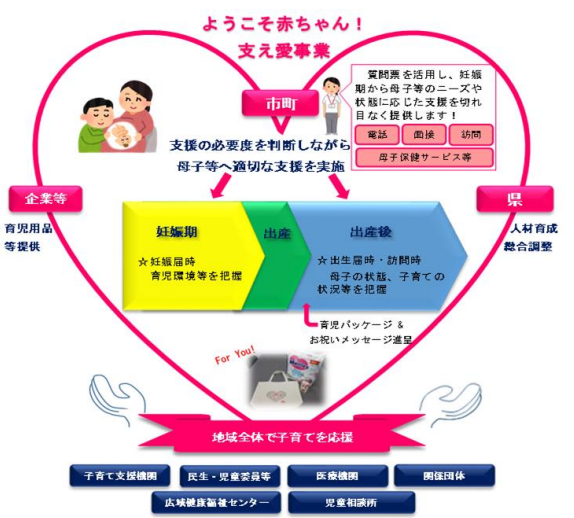 ようこそ赤ちゃん！
支え愛事業
市町
質問票を活用し、妊娠
期から母子等のニーズや
状態に応じた支援を切れ
目なく提供します！
電話
面接
訪問
母子保健サービス等
支援の必要度を判断しながら
母子等へ適切な支援を実施
企業等
育児用品
等提供
県
人材育成
総合調整
妊娠期
☆妊娠届時
育児環境等を把握
出産
出産後
☆出生届時・訪問時
母子の状態、子育ての
状況等を把握
育児パッケージ &
お祝いメッセージ進呈
For You!
地域全体で子育てを応援
子育て支援機関
民生・児童委員等
医療機関
関係団体
広域健康福祉センター
児童相談所